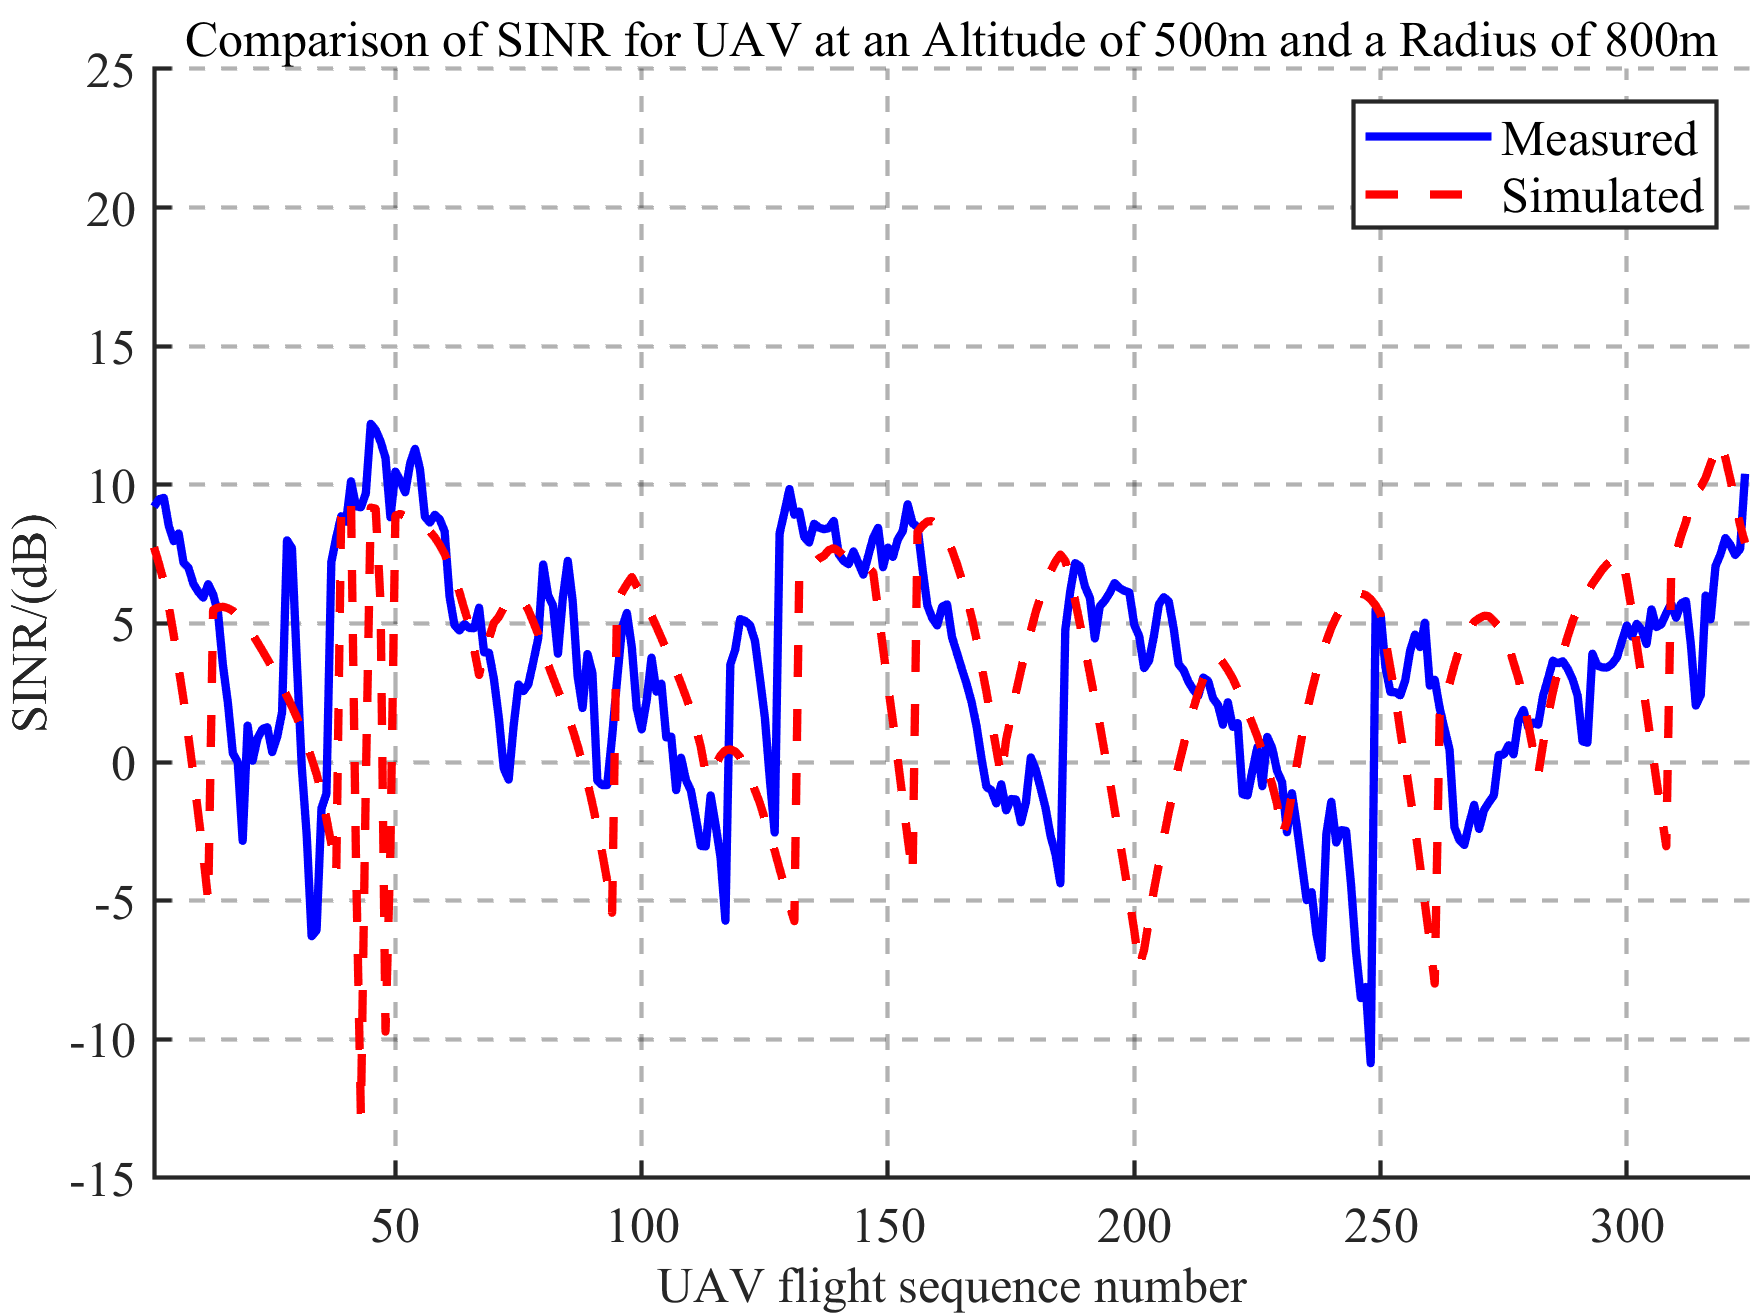 Comparison of SINR for UAV at an Altitude of 500m and a Radius of 800m
25
20
15
10
5
0
-5
-10
-15
SINR/(dB)
Measured
Simulated
50 100 150 200 250 300
UAV flight sequence number